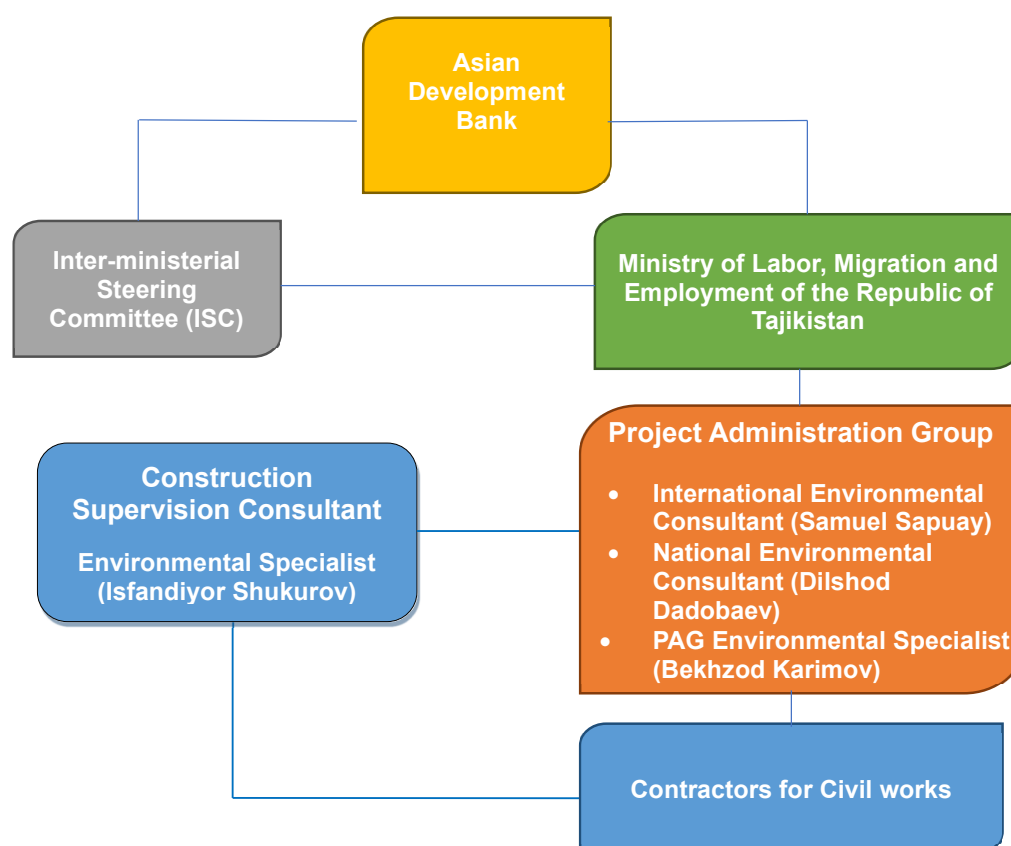 Asian
Development
Bank
Inter-ministerial
Steering
Committee (ISC)
Ministry of Labor, Migration and
Employment of the Republic of
Tajikistan
Construction
Supervision Consultant
Environmental Specialist
(Isfandiyor Shukurov)
Project Administration Group
• International Environmental
Consultant (Samuel Sapuay)
• National Environmental
Consultant (Dilshod
Dadobaev)
• PAG Environmental Specialist
(Bekhzod Karimov)
Contractors for Civil works